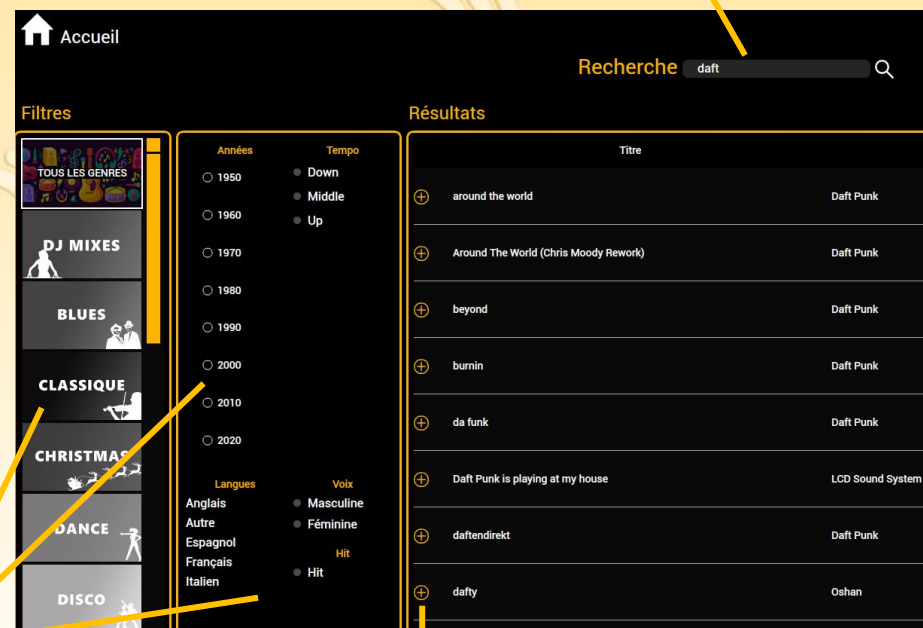 Accueil
Recherche daft
Filtres
Résultats
TOUS LES GENRES
DJ MIXES
BLUES
CLASSIQUE
CHRISTMAS
DANCE
DISCO
Années
1950
1960
1970
1980
1990
2000
2010
2020
Tempo
Down
Middle
Up
Langues
Anglais
Autre
Espagnol
Français
Italien
Voix
Masculine
Féminine
Hit
Hit
Titre
around the world Daft Punk
Around The World (Chris Moody Rework) Daft Punk
beyond Daft Punk
burnin Daft Punk
da funk Daft Punk
Daft Punk is playing at my house LCD Sound System
daftendirekt Daft Punk
dafty Oshan